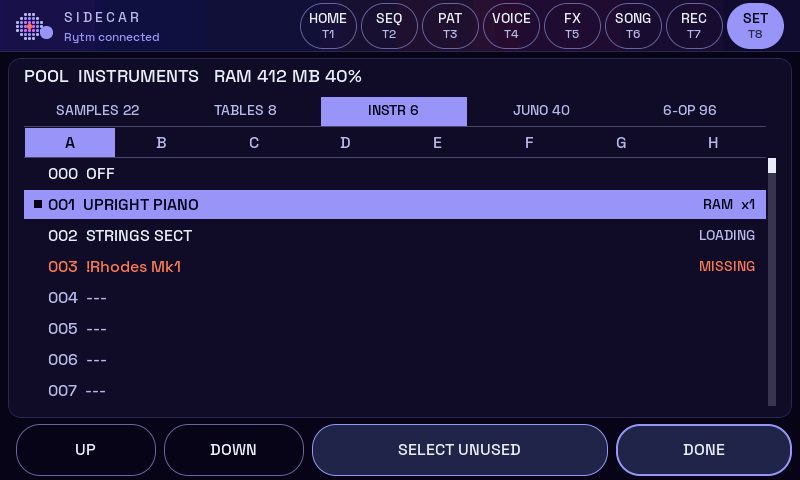 SIDECAR
Rytm connected
HOME T1
SEQ T2
PAT T3
VOICE T4
FX T5
SONG T6
REC T7
SET T8
POOL INSTRUMENTS RAM 412 MB 40%
SAMPLES 22 TABLES 8 INSTR 6 JUNO 40 6-OP 96
A B C D E F G H
000 OFF
001 UPRIGHT PIANO RAM x1
002 STRINGS SECT LOADING
003 !Rhodes Mk1 MISSING
004 ---
005 ---
006 ---
007 ---
UP DOWN SELECT UNUSED DONE